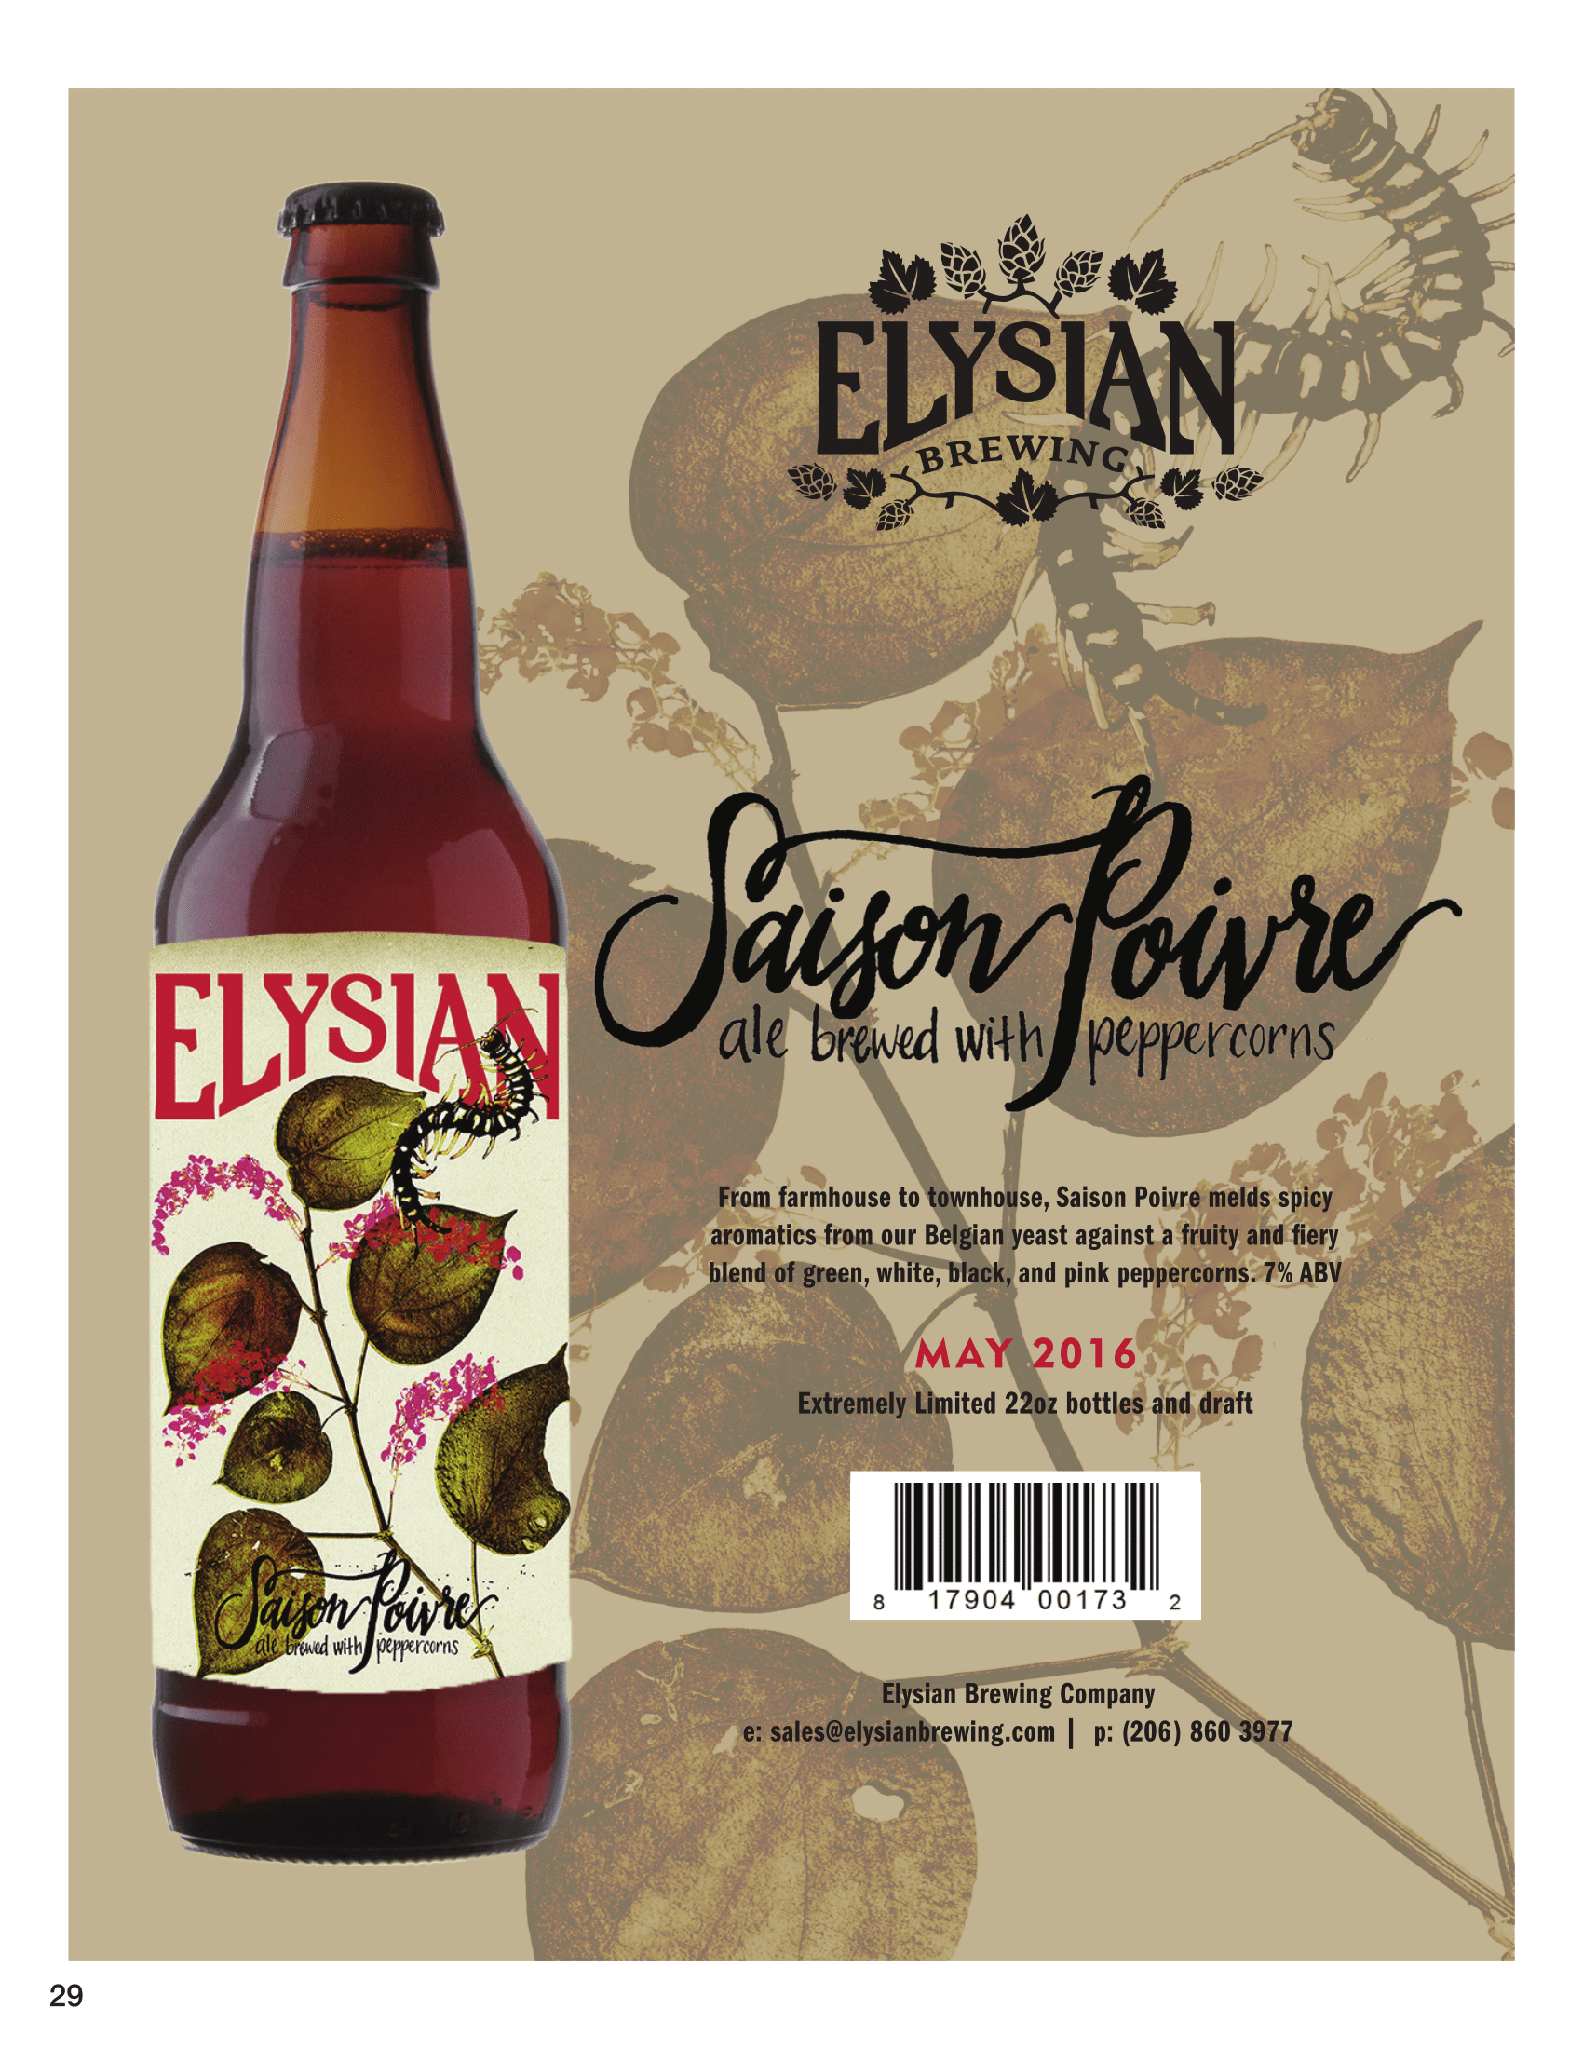 ELYSIAN
BREWING
Saison Poivre
ale brewed with peppercorns
ELYSIAN
Saison Poivre
ale brewed with peppercorns
From farmhouse to townhouse, Saison Poivre melds spicy
aromatics from our Belgian yeast against a fruity and fiery
blend of green, white, black, and pink peppercorns. 7% ABV
MAY 2016
Extremely Limited 22oz bottles and draft
8 17904 00173 2
Elysian Brewing Company
e: sales@elysianbrewing.com | p: (206) 860 3977
29